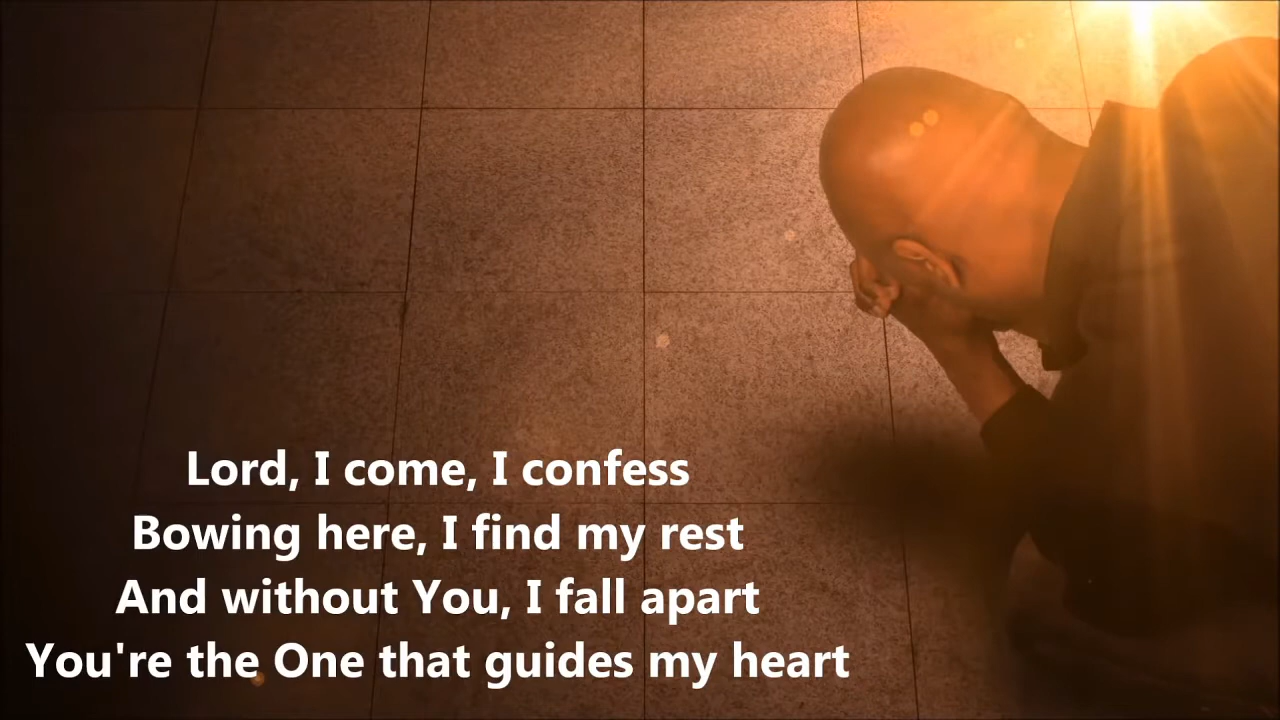 Lord, I come, I confess
Bowing here, I find my rest
And without You, I fall apart
You're the One that guides my heart